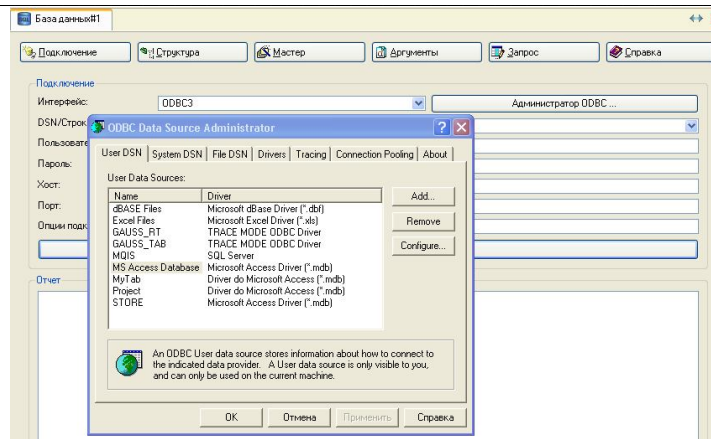 База данных#1
Подключение Структура Мастер Аргументы Запрос Справка
Подключение
Интерфейс: ODBC3 Администратор ODBC ...
DSN/Строк
Пользовате
Пароль:
Хост:
Порт:
Опции подк
Отчет
ODBC Data Source Administrator
User DSN System DSN File DSN Drivers Tracing Connection Pooling About
User Data Sources:
Name Driver
dBASE Files Microsoft dBase Driver (*.dbf)
Excel Files Microsoft Excel Driver (*.xls)
GAUSS_RT TRACE MODE ODBC Driver
GAUSS_TAB TRACE MODE ODBC Driver
MQIS SQL Server
MS Access Database Microsoft Access Driver (*.mdb)
MyTab Driver do Microsoft Access (*.mdb)
Project Driver do Microsoft Access (*.mdb)
STORE Microsoft Access Driver (*.mdb)
Add...
Remove
Configure...
An ODBC User data source stores information about how to connect to
the indicated data provider. A User data source is only visible to you,
and can only be used on the current machine.
OK Отмена Применить Справка